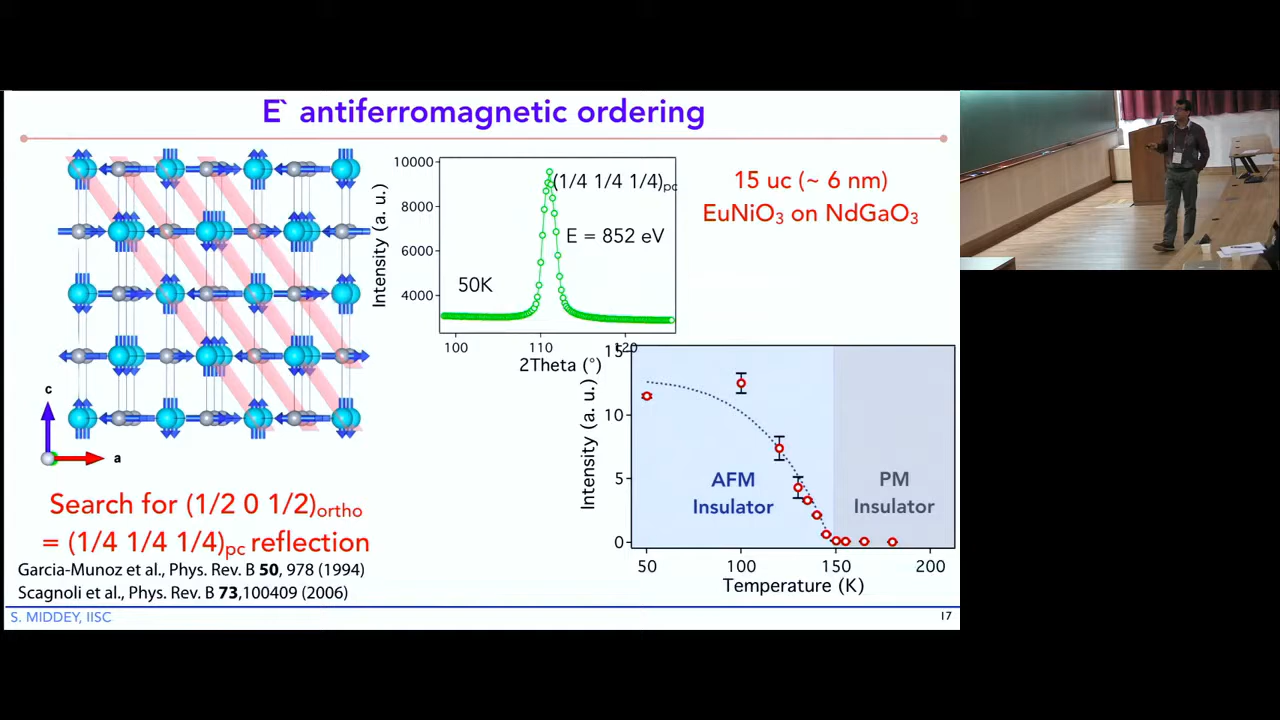 E` antiferromagnetic ordering
c
a
Search for (1/2 0 1/2)ortho
= (1/4 1/4 1/4)pc reflection
Garcia-Munoz et al., Phys. Rev. B 50, 978 (1994)
Scagnoli et al., Phys. Rev. B 73,100409 (2006)
10000
8000
6000
4000
Intensity (a. u.)
(1/4 1/4 1/4)pc
E = 852 eV
50K
100
110
120
2Theta (°)
15 uc (~ 6 nm)
EuNiO3 on NdGaO3
15
10
5
0
Intensity (a. u.)
AFM
Insulator
PM
Insulator
50
100
150
200
Temperature (K)
S. MIDDEY, IISC
17